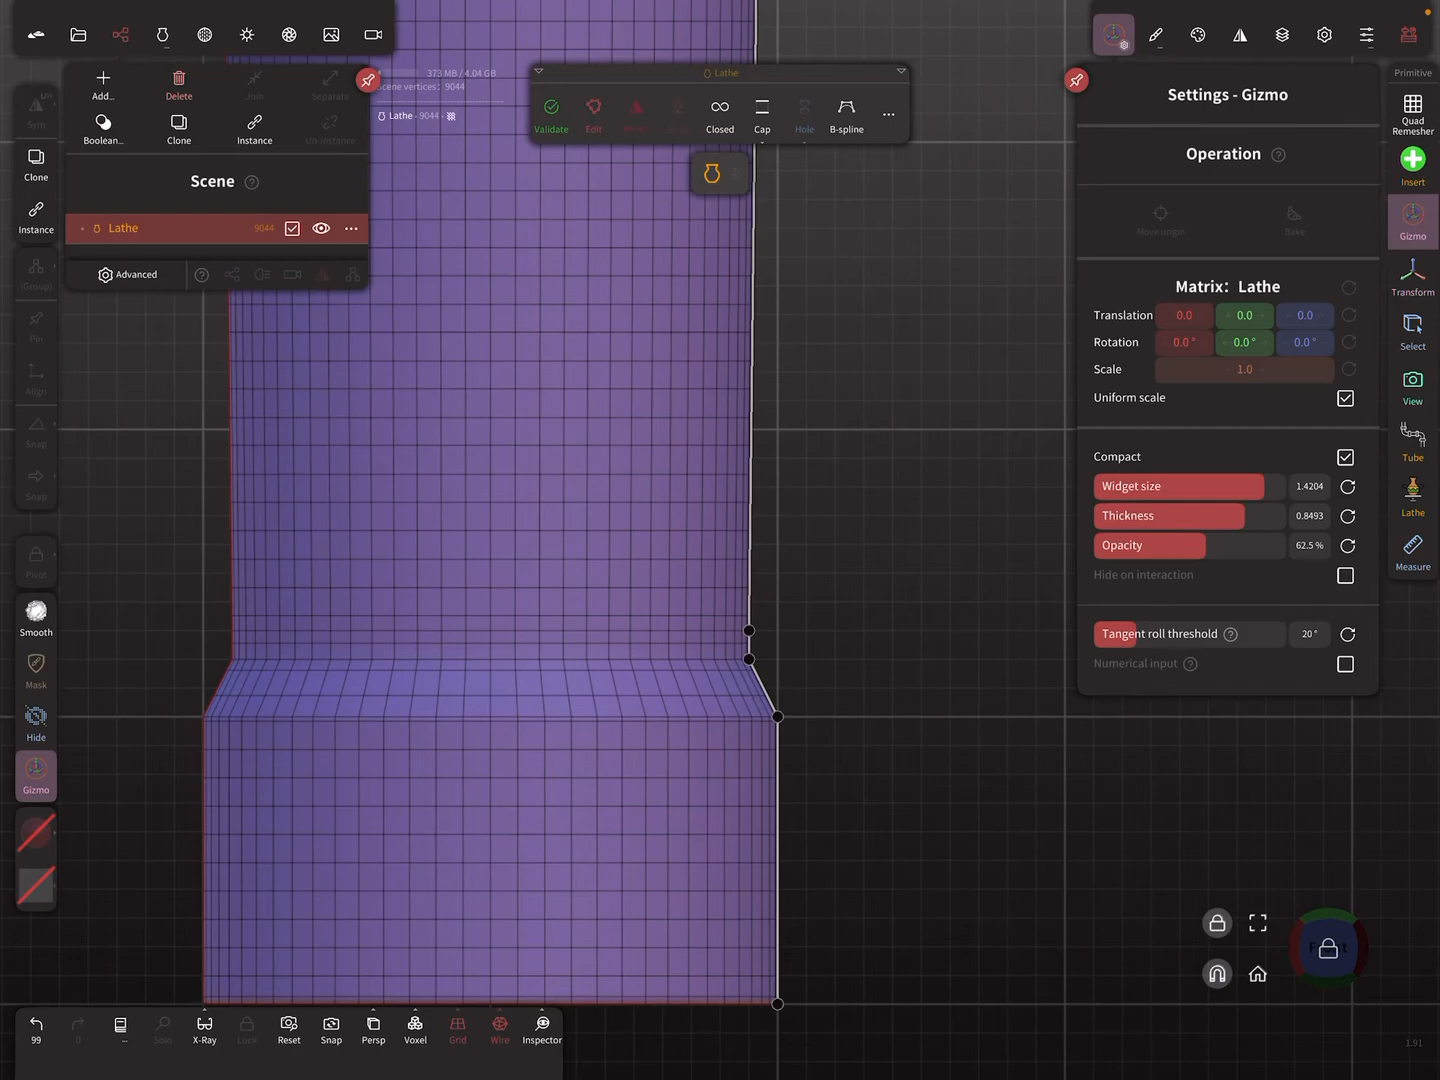 373 MB / 4.04 GB
Scene vertices: 9044
Lathe - 9044 -
Add...
Delete
Join
Separate
Boolean...
Clone
Instance
Un-instance
Scene
Lathe
9044
Advanced
Sym
Clone
Instance
(Group)
Pin
Align
Snap
Snap
Pivot
Smooth
Mask
Hide
Gizmo
Lathe
Validate
Edit
Closed
Cap
Hole
B-spline
...
Settings - Gizmo
Operation
Move origin
Bake
Matrix: Lathe
Translation 0.0 0.0 0.0
Rotation 0.0 ° 0.0 ° 0.0 °
Scale 1.0
Uniform scale
Compact
Widget size 1.4204
Thickness 0.8493
Opacity 62.5 %
Hide on interaction
Tangent roll threshold 20 °
Numerical input
Primitive
Quad
Remesher
Insert
Gizmo
Transform
Select
View
Tube
Lathe
Measure
99
0
...
Solo
X-Ray
Lock
Reset
Snap
Persp
Voxel
Grid
Wire
Inspector
1.91